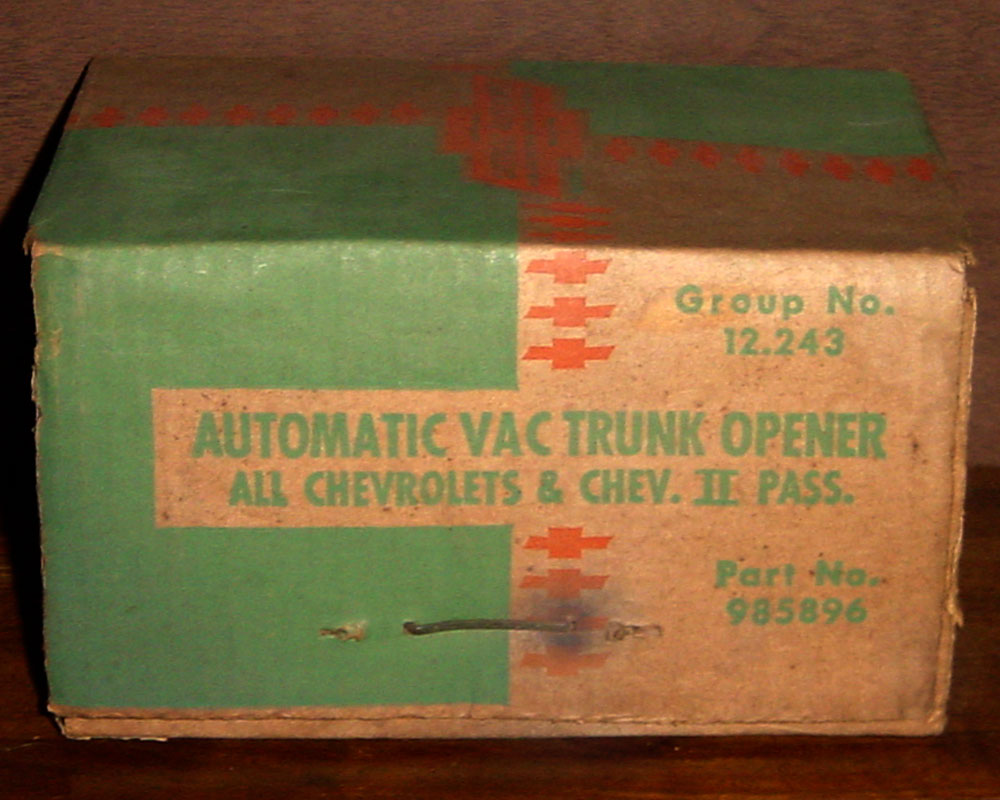 Group No.
12.243
AUTOMATIC VAC TRUNK OPENER
ALL CHEVROLETS & CHEV. II PASS.
Part No.
985896